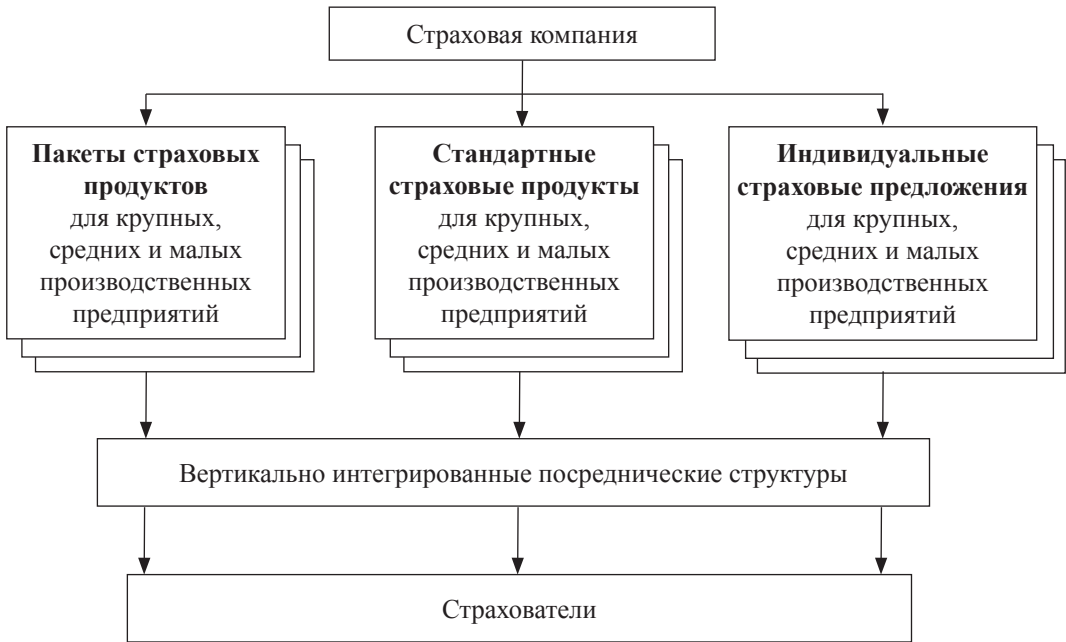 Страховая компания
Пакеты страховых
продуктов
для крупных,
средних и малых
производственных
предприятий
Стандартные
страховые продукты
для крупных,
средних и малых
производственных
предприятий
Индивидуальные
страховые предложения
для крупных,
средних и малых
производственных
предприятий
Вертикально интегрированные посреднические структуры
Страхователи